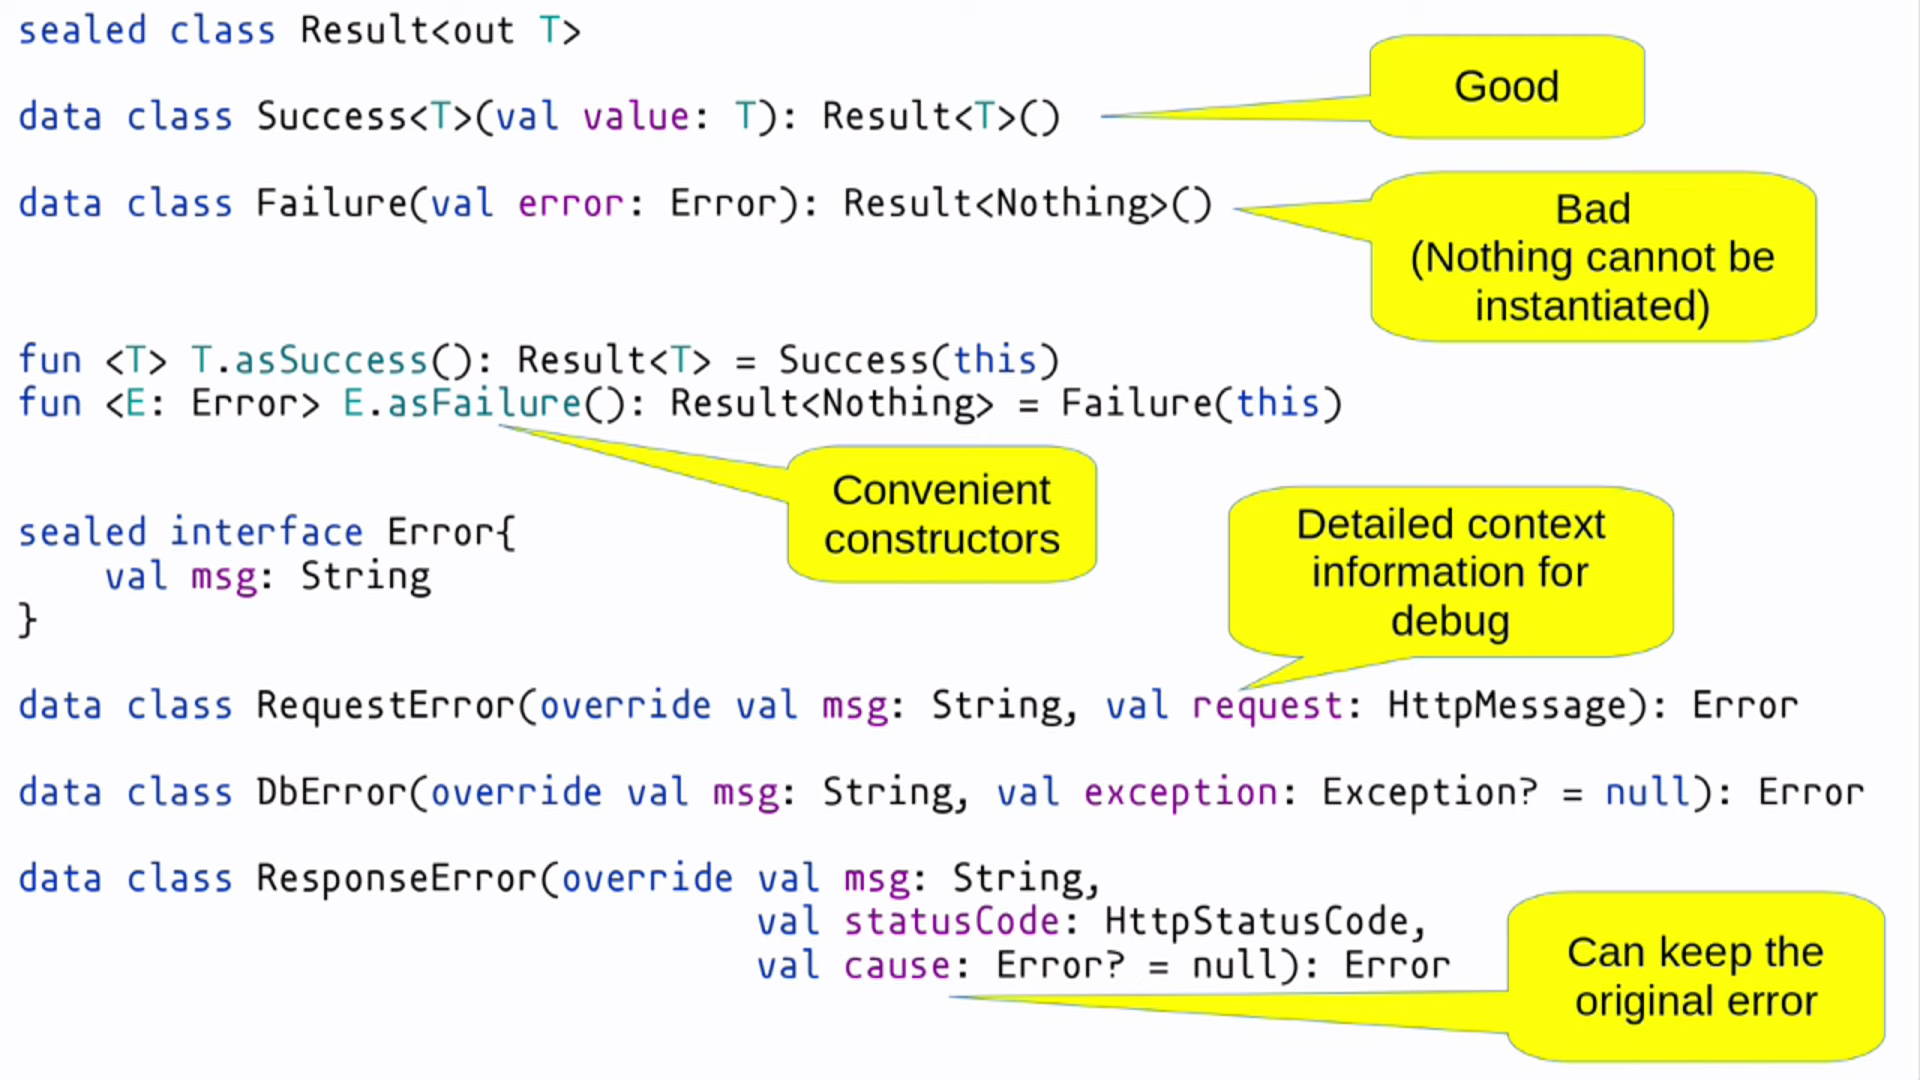 sealed class Result<out T>
data class Success<T>(val value: T): Result<T>()
Good
data class Failure(val error: Error): Result<Nothing>()
Bad
(Nothing cannot be
instantiated)
fun <T> T.asSuccess(): Result<T> = Success(this)
fun <E: Error> E.asFailure(): Result<Nothing> = Failure(this)
Convenient
constructors
sealed interface Error{
    val msg: String
}
Detailed context
information for
debug
data class RequestError(override val msg: String, val request: HttpMessage): Error
data class DbError(override val msg: String, val exception: Exception? = null): Error
data class ResponseError(override val msg: String,
                                  val statusCode: HttpStatusCode,
                                  val cause: Error? = null): Error
Can keep the
original error